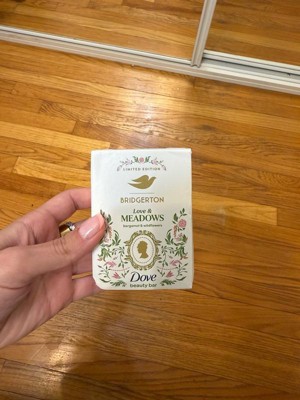 LIMITED EDITION
BRIDGERTON
Love &
MEADOWS
bergamot & wildflowers
Dove
beauty bar